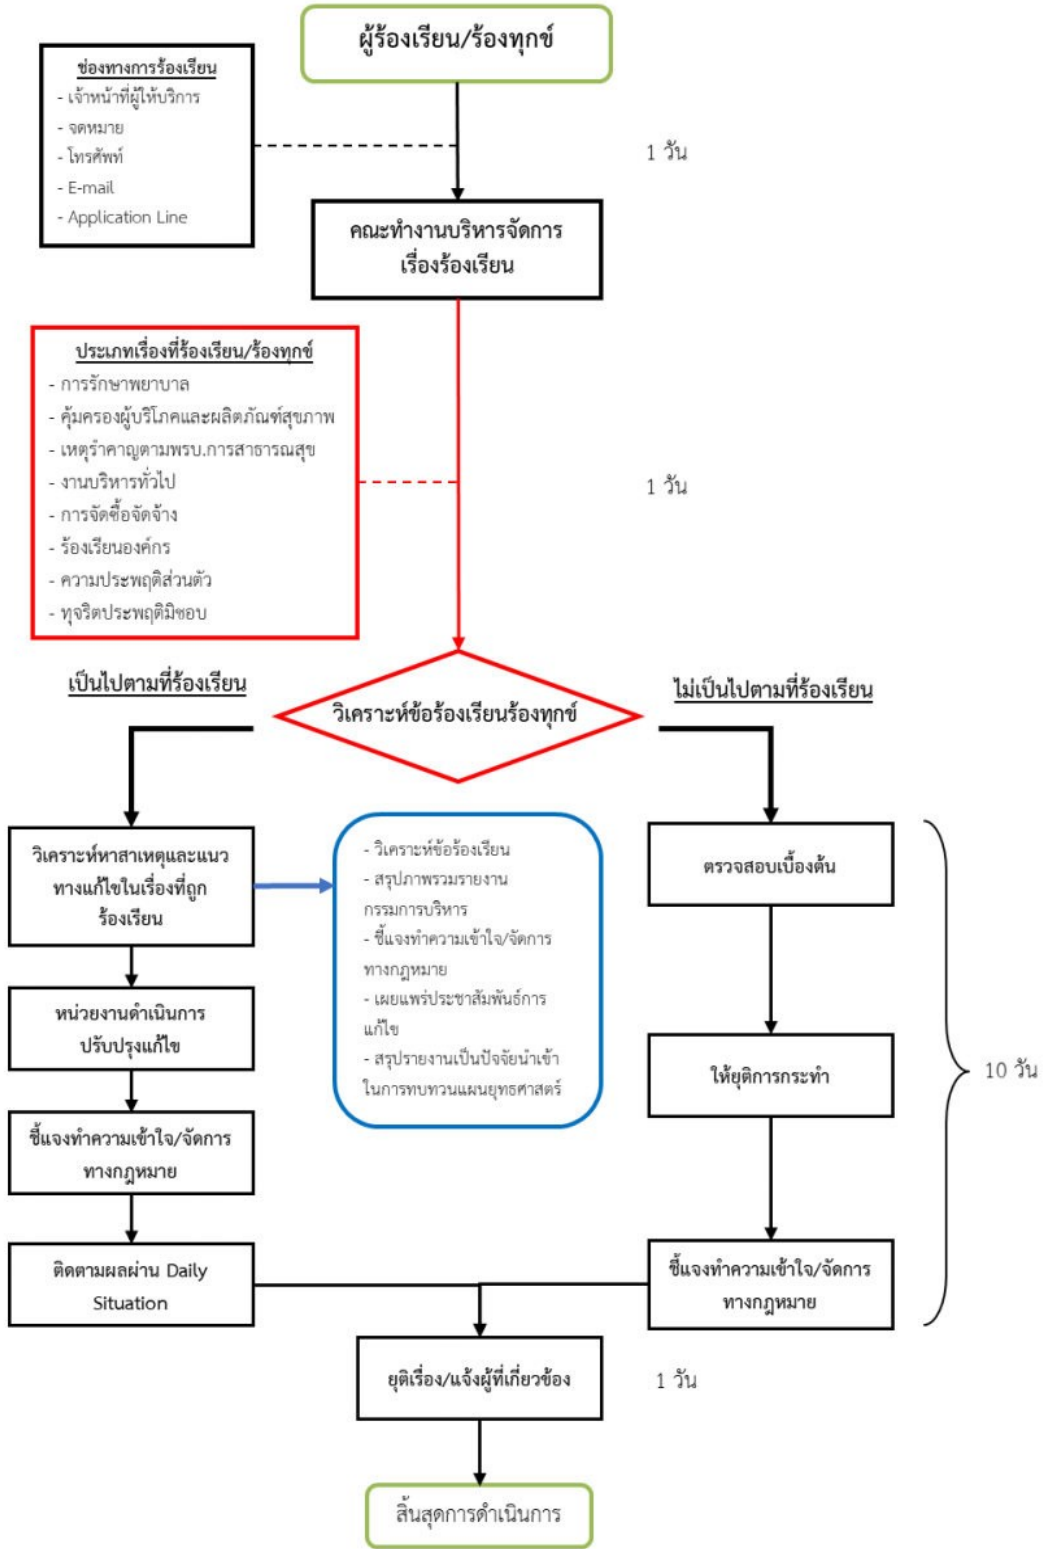 ผู้ร้องเรียน/ร้องทุกข์
ช่องทางการร้องเรียน
- เจ้าหน้าที่ผู้ให้บริการ
- จดหมาย
- โทรศัพท์
- E-mail
- Application Line
1 วัน
คณะทำงานบริหารจัดการ
เรื่องร้องเรียน
ประเภทเรื่องที่ร้องเรียน/ร้องทุกข์
- การรักษาพยาบาล
- คุ้มครองผู้บริโภคและผลิตภัณฑ์สุขภาพ
- เหตุรำคาญตามพรบ.การสาธารณสุข
- งานบริหารทั่วไป
- การจัดซื้อจัดจ้าง
- ร้องเรียนองค์กร
- ความประพฤติส่วนตัว
- ทุจริตประพฤติมิชอบ
1 วัน
เป็นไปตามที่ร้องเรียน
วิเคราะห์ข้อร้องเรียนร้องทุกข์
ไม่เป็นไปตามที่ร้องเรียน
วิเคราะห์หาสาเหตุและแนว
ทางแก้ไขในเรื่องที่ถูก
ร้องเรียน
หน่วยงานดำเนินการ
ปรับปรุงแก้ไข
ชี้แจงทำความเข้าใจ/จัดการ
ทางกฎหมาย
ติดตามผลผ่าน Daily
Situation
- วิเคราะห์ข้อร้องเรียน
- สรุปภาพรวมรายงาน
กรรมการบริหาร
- ชี้แจงทำความเข้าใจ/จัดการ
ทางกฎหมาย
- เผยแพร่ประชาสัมพันธ์การ
แก้ไข
- สรุปรายงานเป็นปัจจัยนำเข้า
ในการทบทวนแผนยุทธศาสตร์
ตรวจสอบเบื้องต้น
ให้ยุติการกระทำ
ชี้แจงทำความเข้าใจ/จัดการ
ทางกฎหมาย
10 วัน
ยุติเรื่อง/แจ้งผู้ที่เกี่ยวข้อง
1 วัน
สิ้นสุดการดำเนินการ